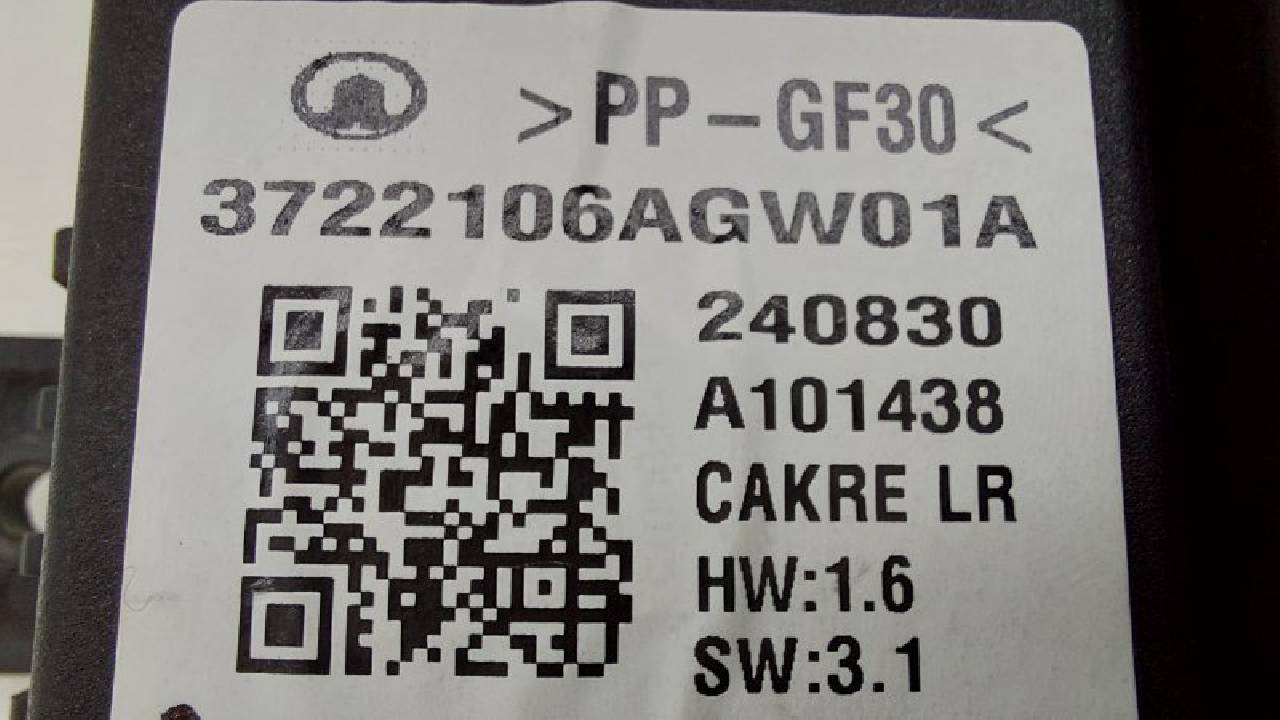 >PP-GF30<
3722106AGW01A
240830
A101438
CAKRE LR
HW:1.6
SW:3.1